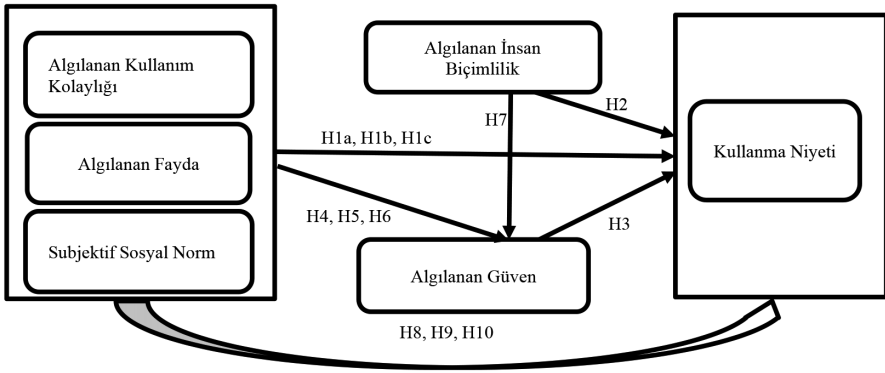 Algılanan Kullanım
Kolaylığı
Algılanan Fayda
Subjektif Sosyal Norm
Algılanan İnsan
Biçimlilik
H2
H7
H1a, H1b, H1c
H4, H5, H6
H3
Algılanan Güven
Kullanma Niyeti
H8, H9, H10